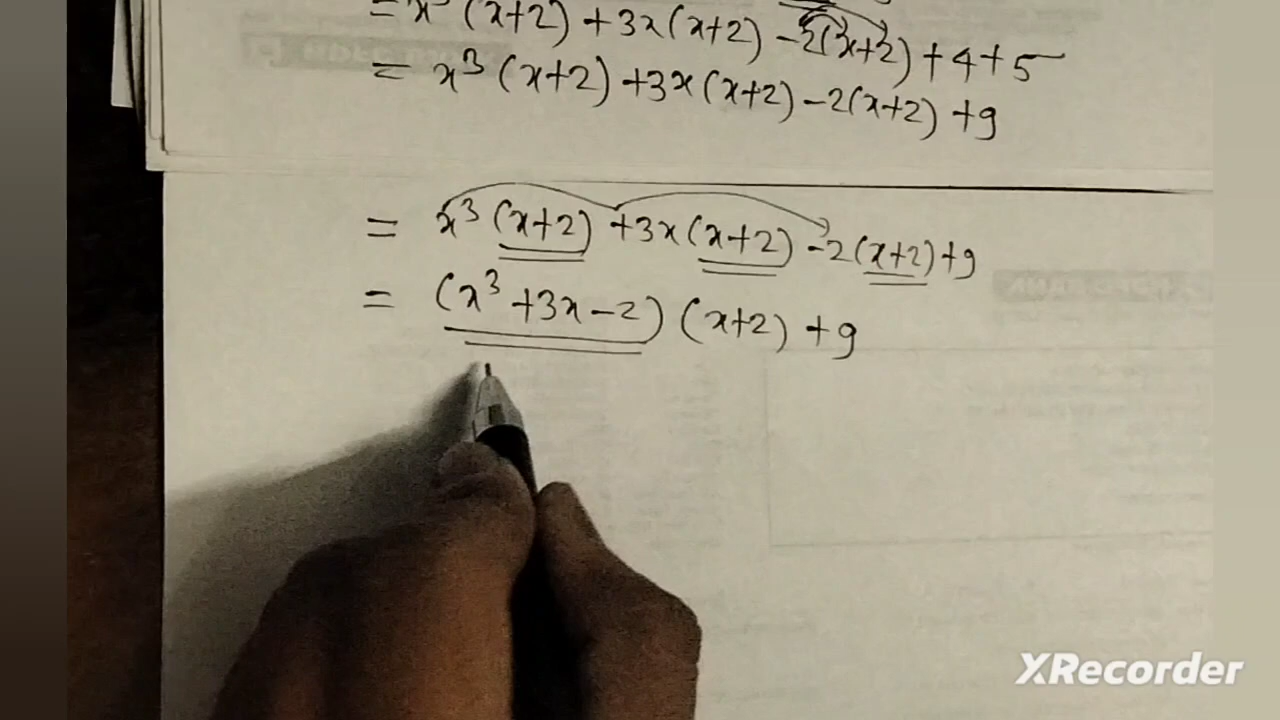 = x³ (x+2) + 3x (x+2) - 2(x+2) + 4 + 5
= x³ (x+2) + 3x (x+2) - 2(x+2) + 9
= x³ (x+2) + 3x (x+2) - 2 (x+2) + 9
= (x³ + 3x - 2) (x+2) + 9
XRecorder